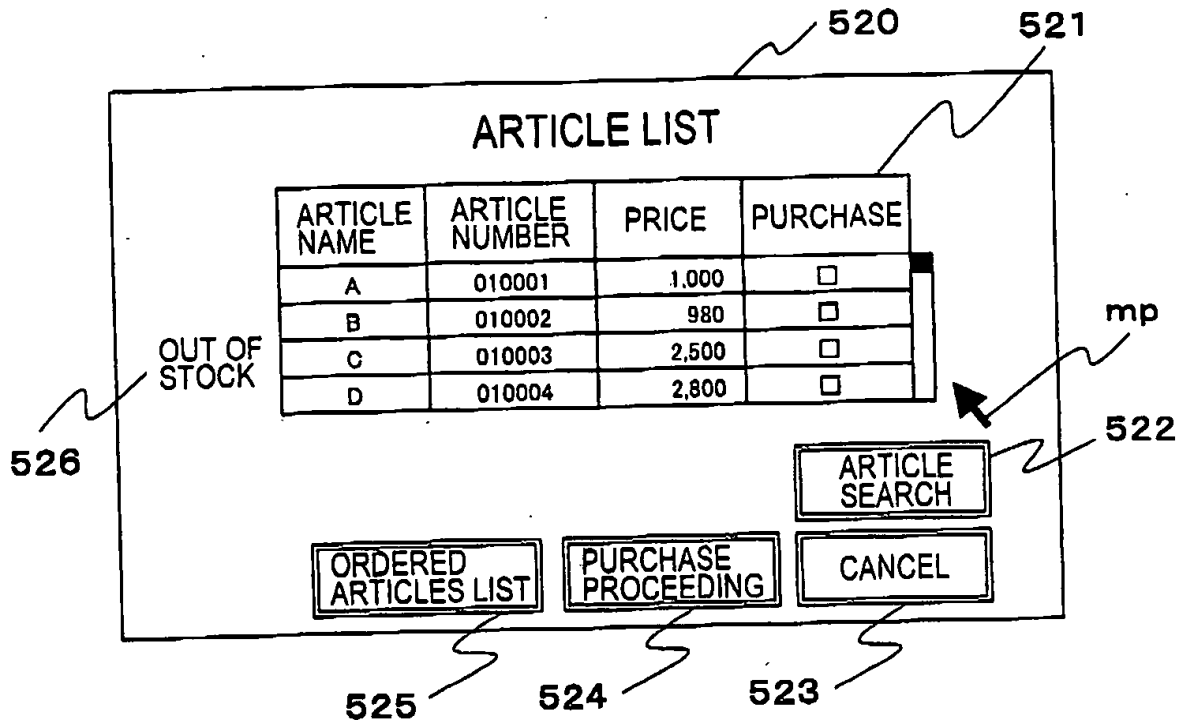 520
521
ARTICLE LIST
ARTICLE NAME
ARTICLE NUMBER
PRICE
PURCHASE
A 010001 1,000 □
B 010002 980 □
OUT OF STOCK
C 010003 2,500 □
D 010004 2,800 □
mp
526
522
ARTICLE
SEARCH
ORDERED
ARTICLES LIST
PURCHASE
PROCEEDING
CANCEL
525
524
523